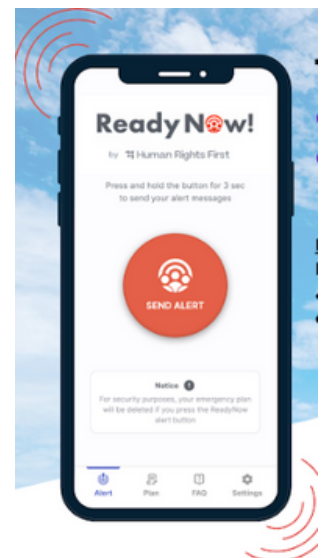 ReadyNow!
by Human Rights First
Press and hold the button for 3 sec
to send your alert messages
SEND ALERT
Notice !
For security purposes, your emergency plan
will be deleted if you press the ReadyNow
alert button
Alert Plan FAQ Settings